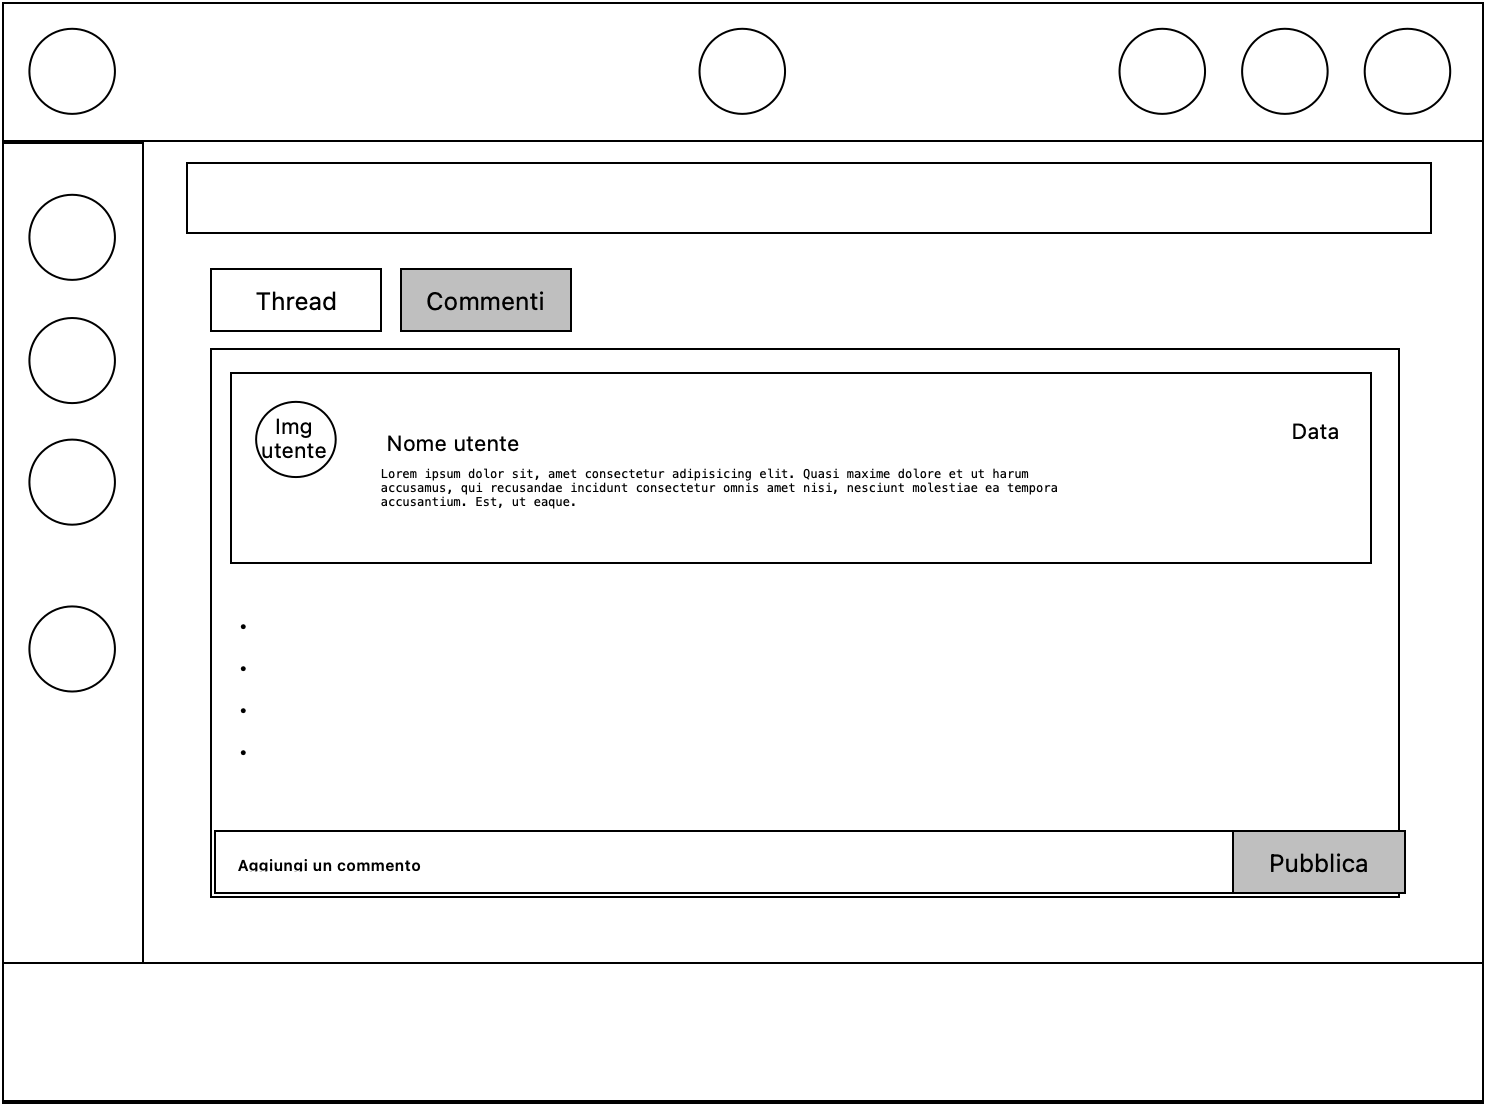 Thread
Commenti
Img
utente
Nome utente
Data
Lorem ipsum dolor sit, amet consectetur adipisicing elit. Quasi maxime dolore et ut harum
accusamus, qui recusandae incidunt consectetur omnis amet nisi, nesciunt molestiae ea tempora
accusantium. Est, ut eaque.
Aggiungi un commento
Pubblica